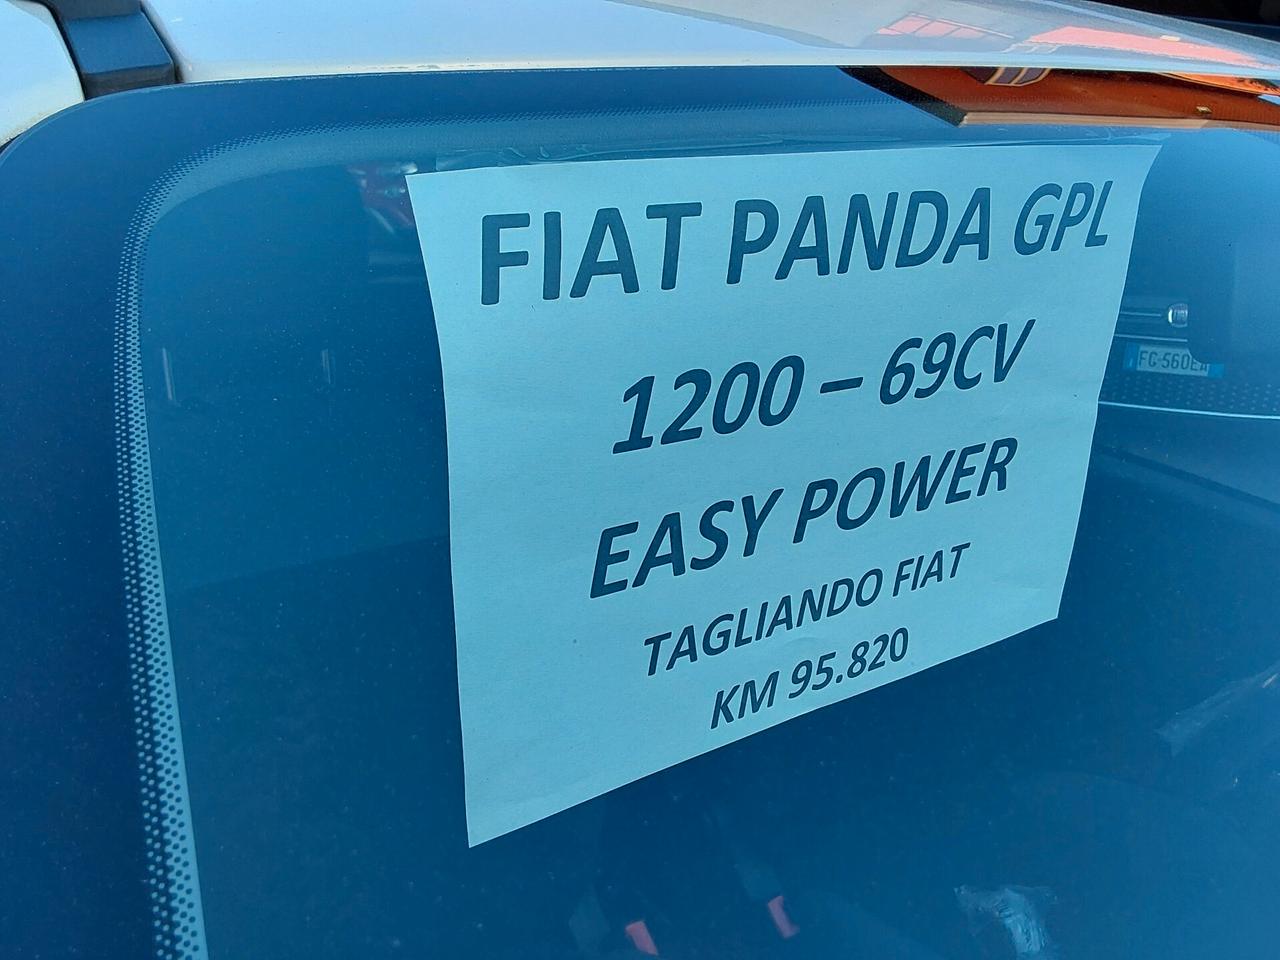 FIAT PANDA GPL
1200 – 69CV
EASY POWER
TAGLIANDO FIAT
KM 95.820